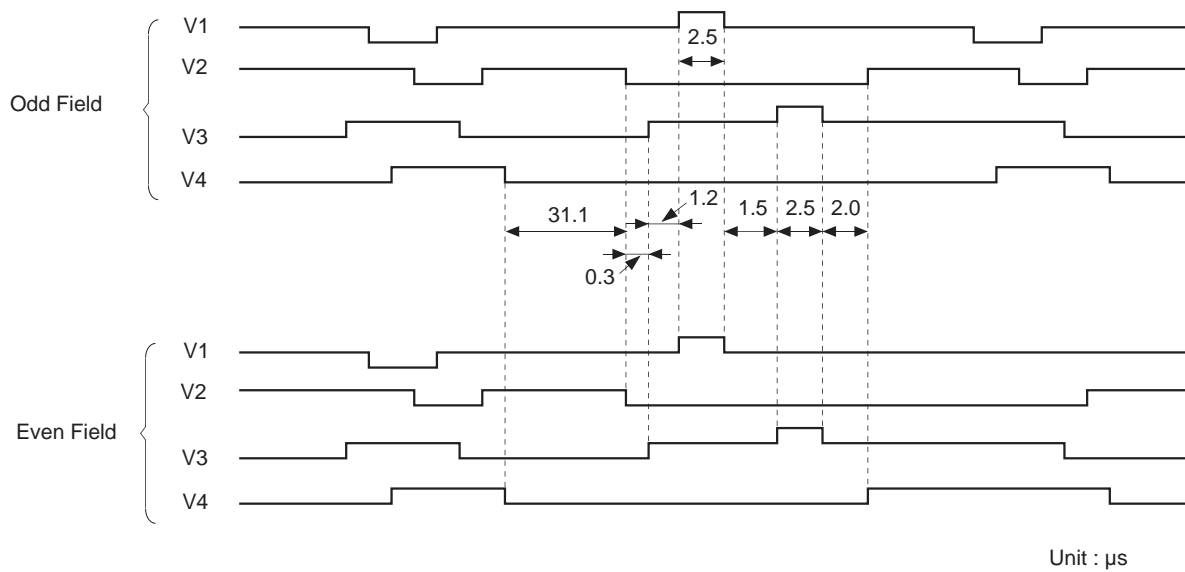 V1
2.5
V2
Odd Field
V3
V4
1.2
31.1
1.5
2.5
2.0
0.3
V1
V2
Even Field
V3
V4
Unit : µs